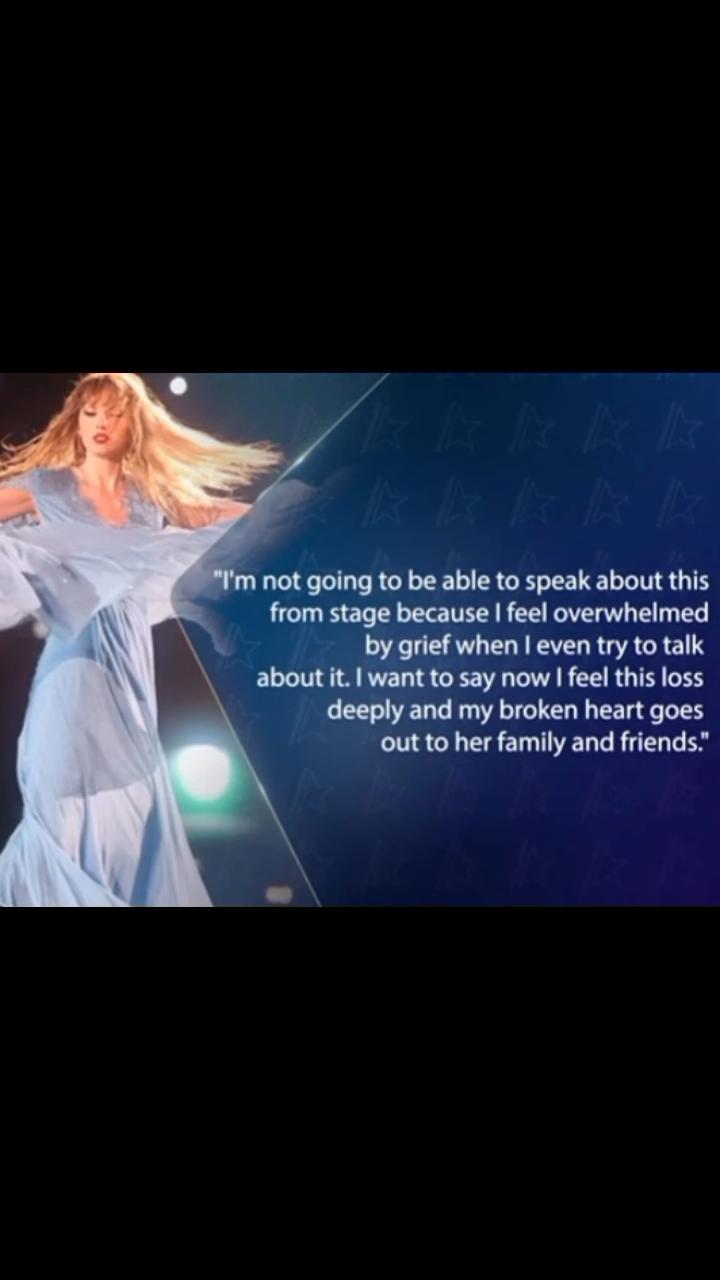 "I'm not going to be able to speak about this
from stage because I feel overwhelmed
by grief when I even try to talk
about it. I want to say now I feel this loss
deeply and my broken heart goes
out to her family and friends."